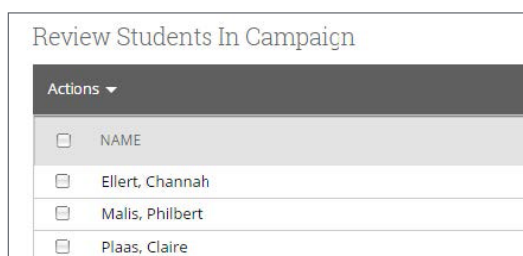 Review Students In Campaign
Actions
NAME
Ellert, Channah
Malis, Philbert
Plaas, Claire